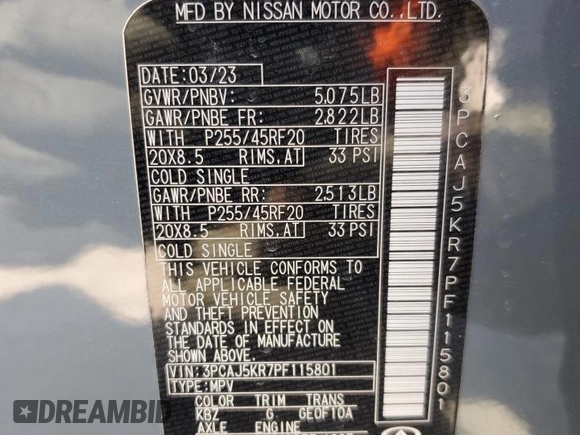 MFD BY NISSAN MOTOR CO.,LTD.
DATE: 03/23
GVWR/PNBV: 5,075LB
GAWR/PNBE FR: 2,822LB
WITH P255/45RF20 TIRES
20X8.5 RIMS,AT 33 PSI
COLD SINGLE
GAWR/PNBE RR: 2,513LB
WITH P255/45RF20 TIRES
20X8.5 RIMS,AT 33 PSI
COLD SINGLE
THIS VEHICLE CONFORMS TO
ALL APPLICABLE FEDERAL
MOTOR VEHICLE SAFETY,
AND THEFT PREVENTION
STANDARDS IN EFFECT ON
THE DATE OF MANUFACTURE
SHOWN ABOVE.
VIN: 3PCAJ5KR7PF115801
TYPE: MPV
COLOR TRIM TRANS
KBZ G GE0F10A
AXLE ENGINE
3PCAJ5KR7PF115801
DREAMBID